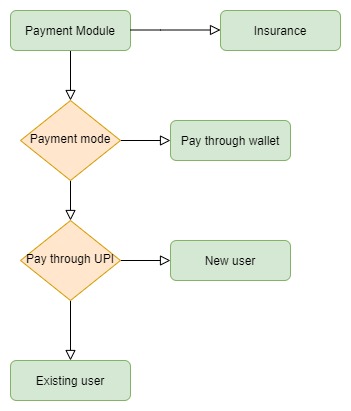 Payment Module
Insurance
Payment mode
Pay through wallet
Pay through UPI
New user
Existing user